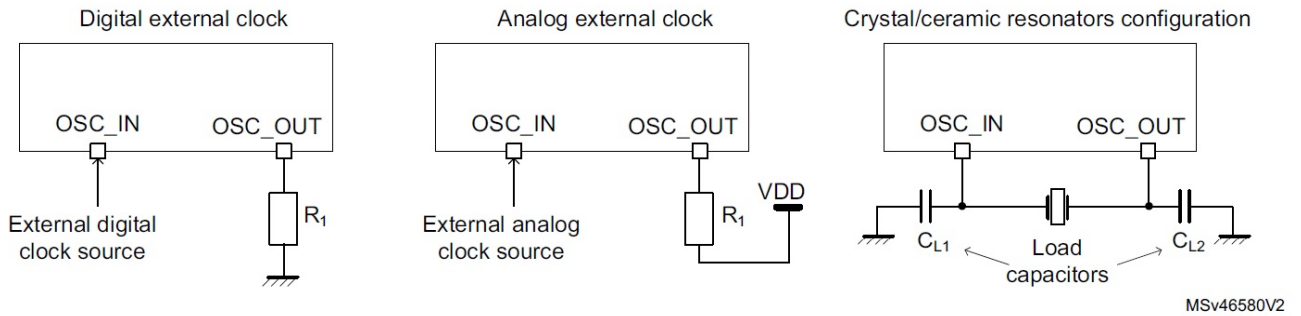 Digital external clock
OSC_IN
OSC_OUT
External digital
clock source
R1
Analog external clock
OSC_IN
OSC_OUT
External analog
clock source
R1
VDD
Crystal/ceramic resonators configuration
OSC_IN
OSC_OUT
CL1
Load
capacitors
CL2
MSv46580V2